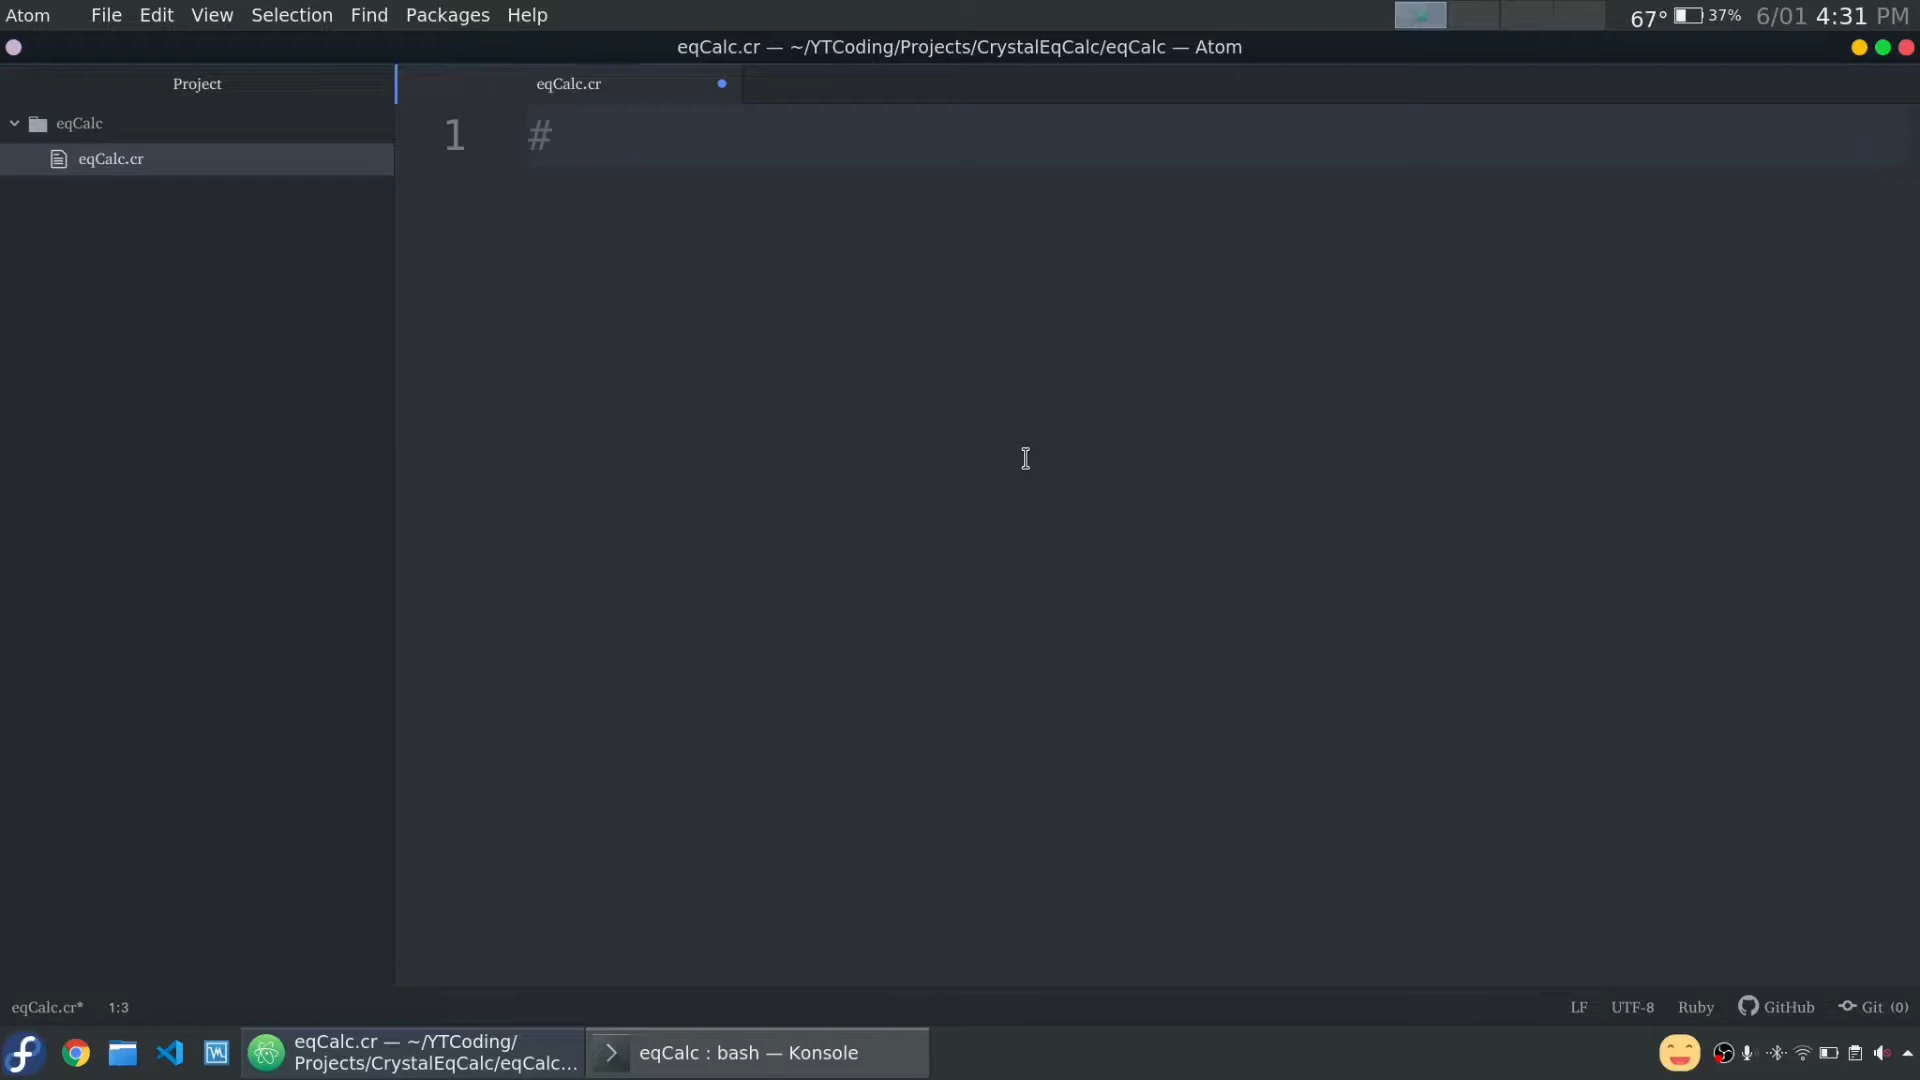 Atom File Edit View Selection Find Packages Help 67° 37% 6/01 4:31 PM
eqCalc.cr — ~/YTCoding/Projects/CrystalEqCalc/eqCalc — Atom
Project
eqCalc.cr
eqCalc
1 #
eqCalc.cr
eqCalc.cr* 1:3 LF UTF-8 Ruby GitHub Git (0)
eqCalc.cr — ~/YTCoding/
Projects/CrystalEqCalc/eqCalc...
eqCalc : bash — Konsole